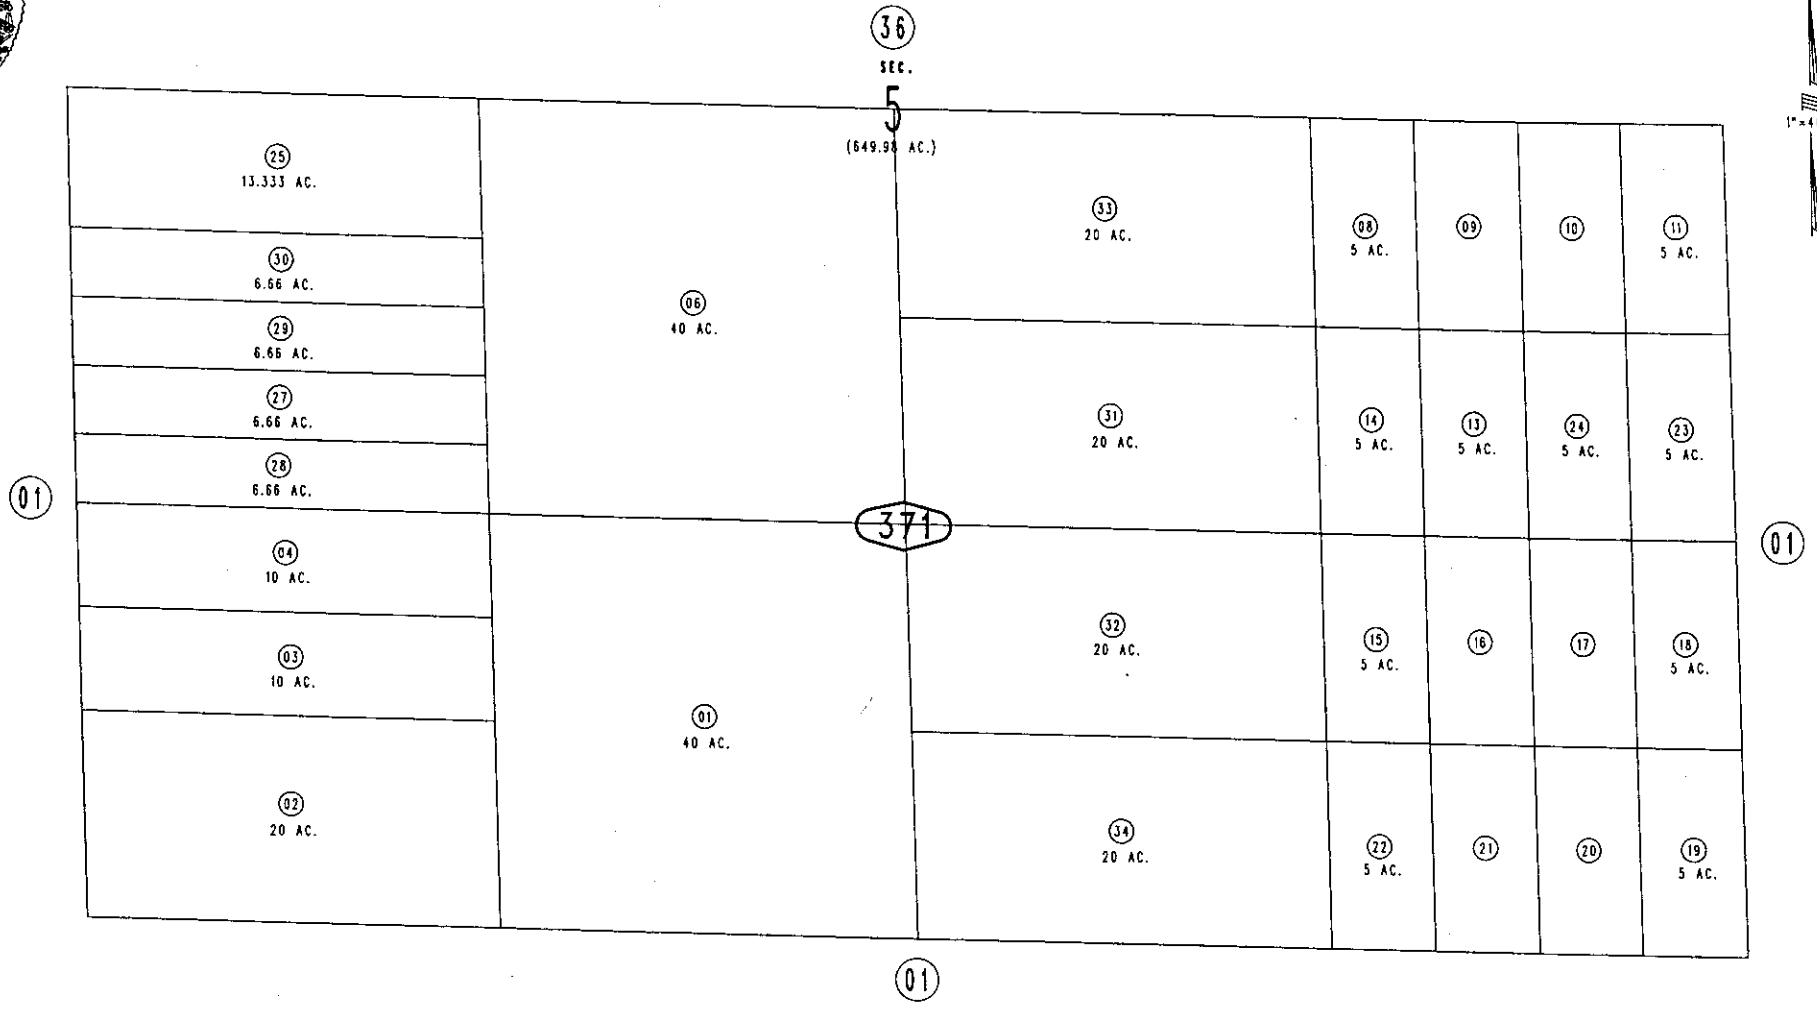 36
SEC.
5
(649.98 AC.)
1"=4
25
13.333 AC.
30
6.66 AC.
29
6.66 AC.
27
6.66 AC.
28
6.66 AC.
04
10 AC.
03
10 AC.
02
20 AC.
06
40 AC.
01
40 AC.
371
33
20 AC.
31
20 AC.
32
20 AC.
34
20 AC.
08
5 AC.
09
10
11
5 AC.
14
5 AC.
13
5 AC.
24
5 AC.
23
5 AC.
15
5 AC.
16
17
18
5 AC.
22
5 AC.
21
20
19
5 AC.
01
01
01